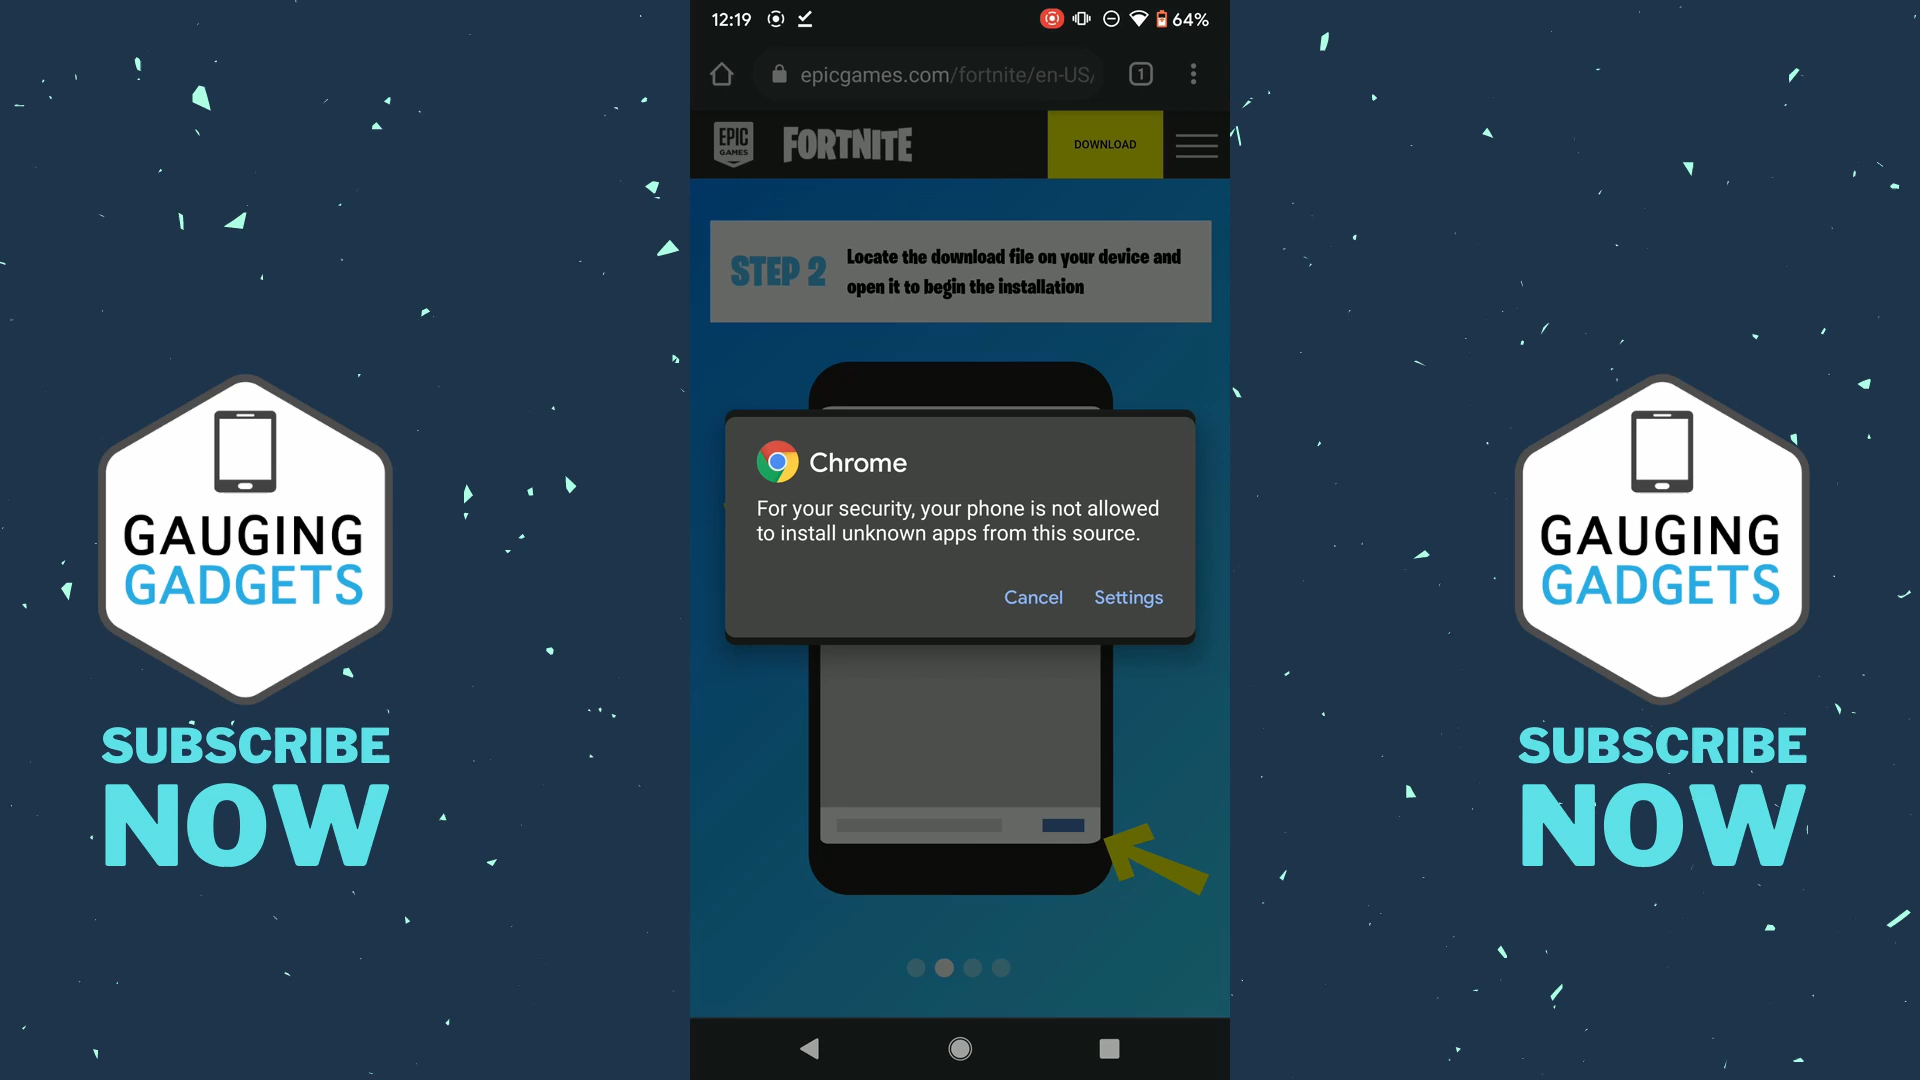 12:19
64%
epicgames.com/fortnite/en-US/
1
EPIC
GAMES
FORTNITE
DOWNLOAD
STEP 2
Locate the download file on your device and
open it to begin the installation
Chrome
For your security, your phone is not allowed
to install unknown apps from this source.
Cancel
Settings
GAUGING
GADGETS
SUBSCRIBE
NOW
GAUGING
GADGETS
SUBSCRIBE
NOW